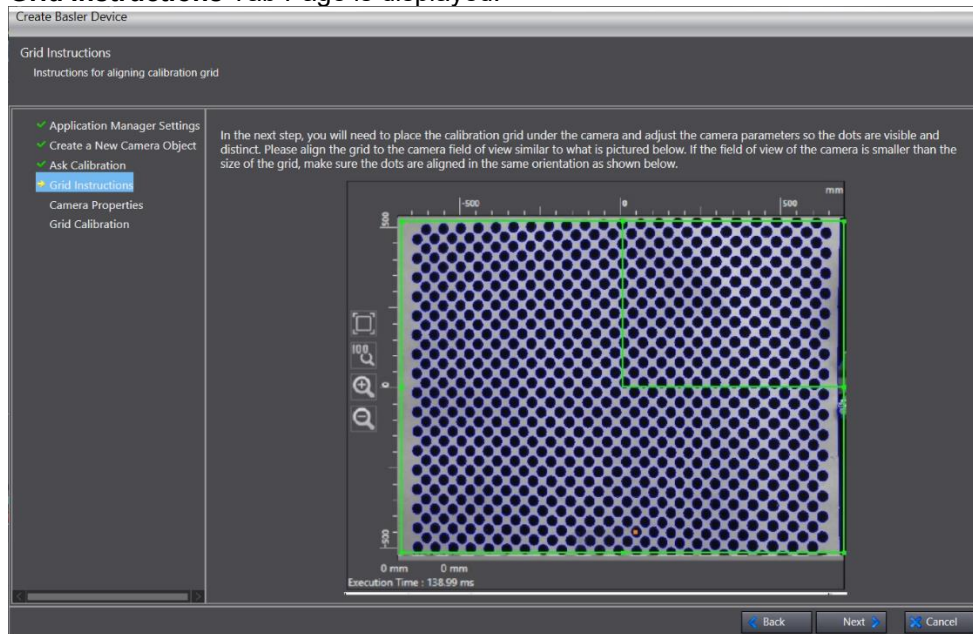 Grid Instructions Tab Page is displayed.
Create Basler Device
Grid Instructions
Instructions for aligning calibration grid
Application Manager Settings
Create a New Camera Object
Ask Calibration
Grid Instructions
Camera Properties
Grid Calibration
In the next step, you will need to place the calibration grid under the camera and adjust the camera parameters so the dots are visible and
distinct. Please align the grid to the camera field of view similar to what is pictured below. If the field of view of the camera is smaller than the
size of the grid, make sure the dots are aligned in the same orientation as shown below.
mm
-500 0 500
500
100
0
-500
0 mm 0 mm
Execution Time : 138.99 ms
Back Next Cancel